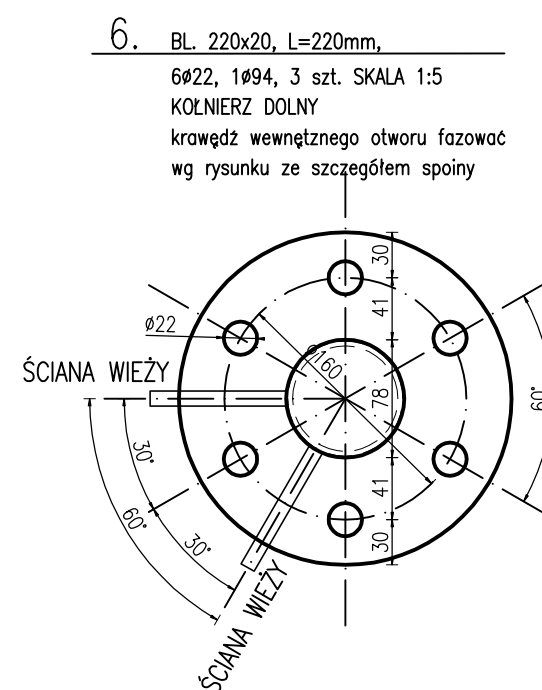 6. BL. 220x20, L=220mm,
6ø22, 1ø94, 3 szt. SKALA 1:5
KOŁNIERZ DOLNY
krawędź wewnętznego otworu fazować
wg rysunku ze szczegółem spoiny
30
41
ø22
ø160
ŚCIANA WIEŻY
78
60°
30°
41
60°
30°
30
ŚCIANA WIEŻY